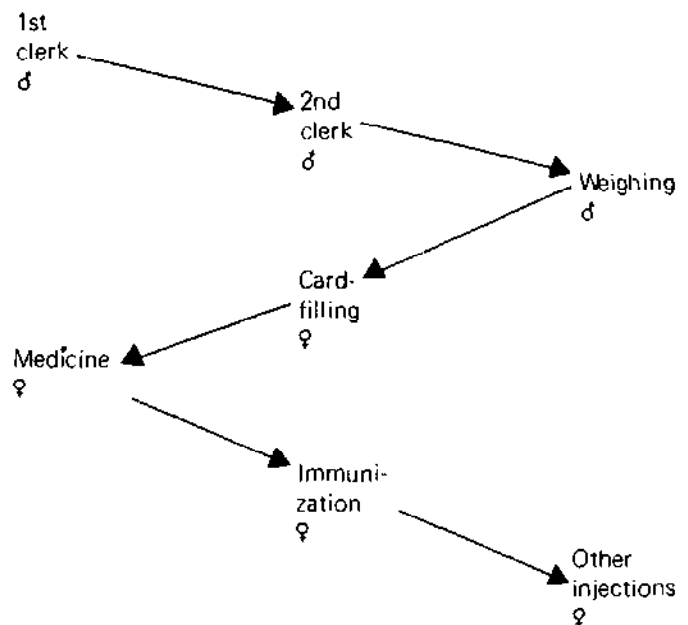 1st
clerk
♂
2nd
clerk
♂
Weighing
♂
Card-
filling
♀
Medicine
♀
Immuni-
zation
♀
Other
injections
♀